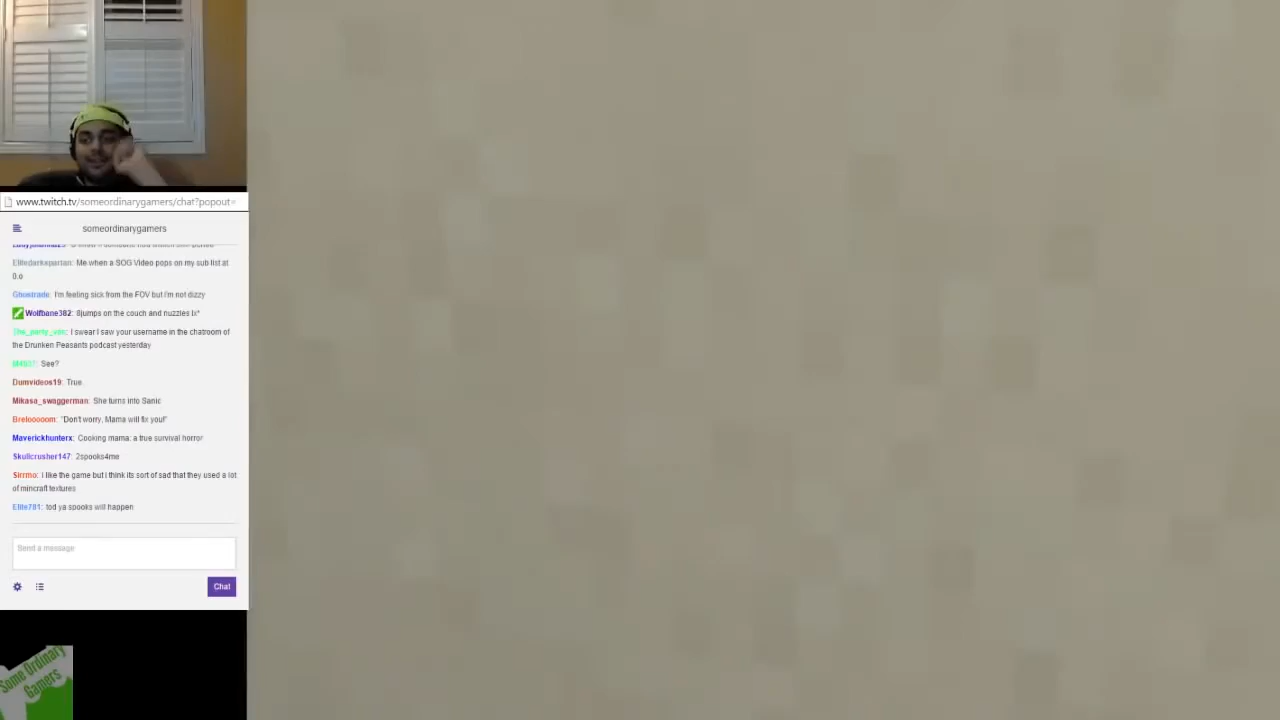 www.twitch.tv/someordinarygamers/chat?popout=
someordinarygamers
Elitedarkspartan: Me when a SOG Video pops on my sub list at
0.o
Ghostrade: I'm feeling sick from the FOV but i'm not dizzy
Wolfbane382: 8jumps on the couch and nuzzles lx*
The_party_van: I swear I saw your username in the chatroom of
the Drunken Peasants podcast yesterday
See?
Dumvideos19: True.
Mikasa_swaggerman: She turns into Sanic
Brelooooom: "Don't worry, Mama will fix you!"
Maverickhunterx: Cooking mama: a true survival horror
Skullcrusher147: 2spooks4me
Sirrmo: i like the game but i think its sort of sad that they used a lot
of mincraft textures
Elite781: tod ya spooks will happen
Send a message
Chat
Some Ordinary
Gamers